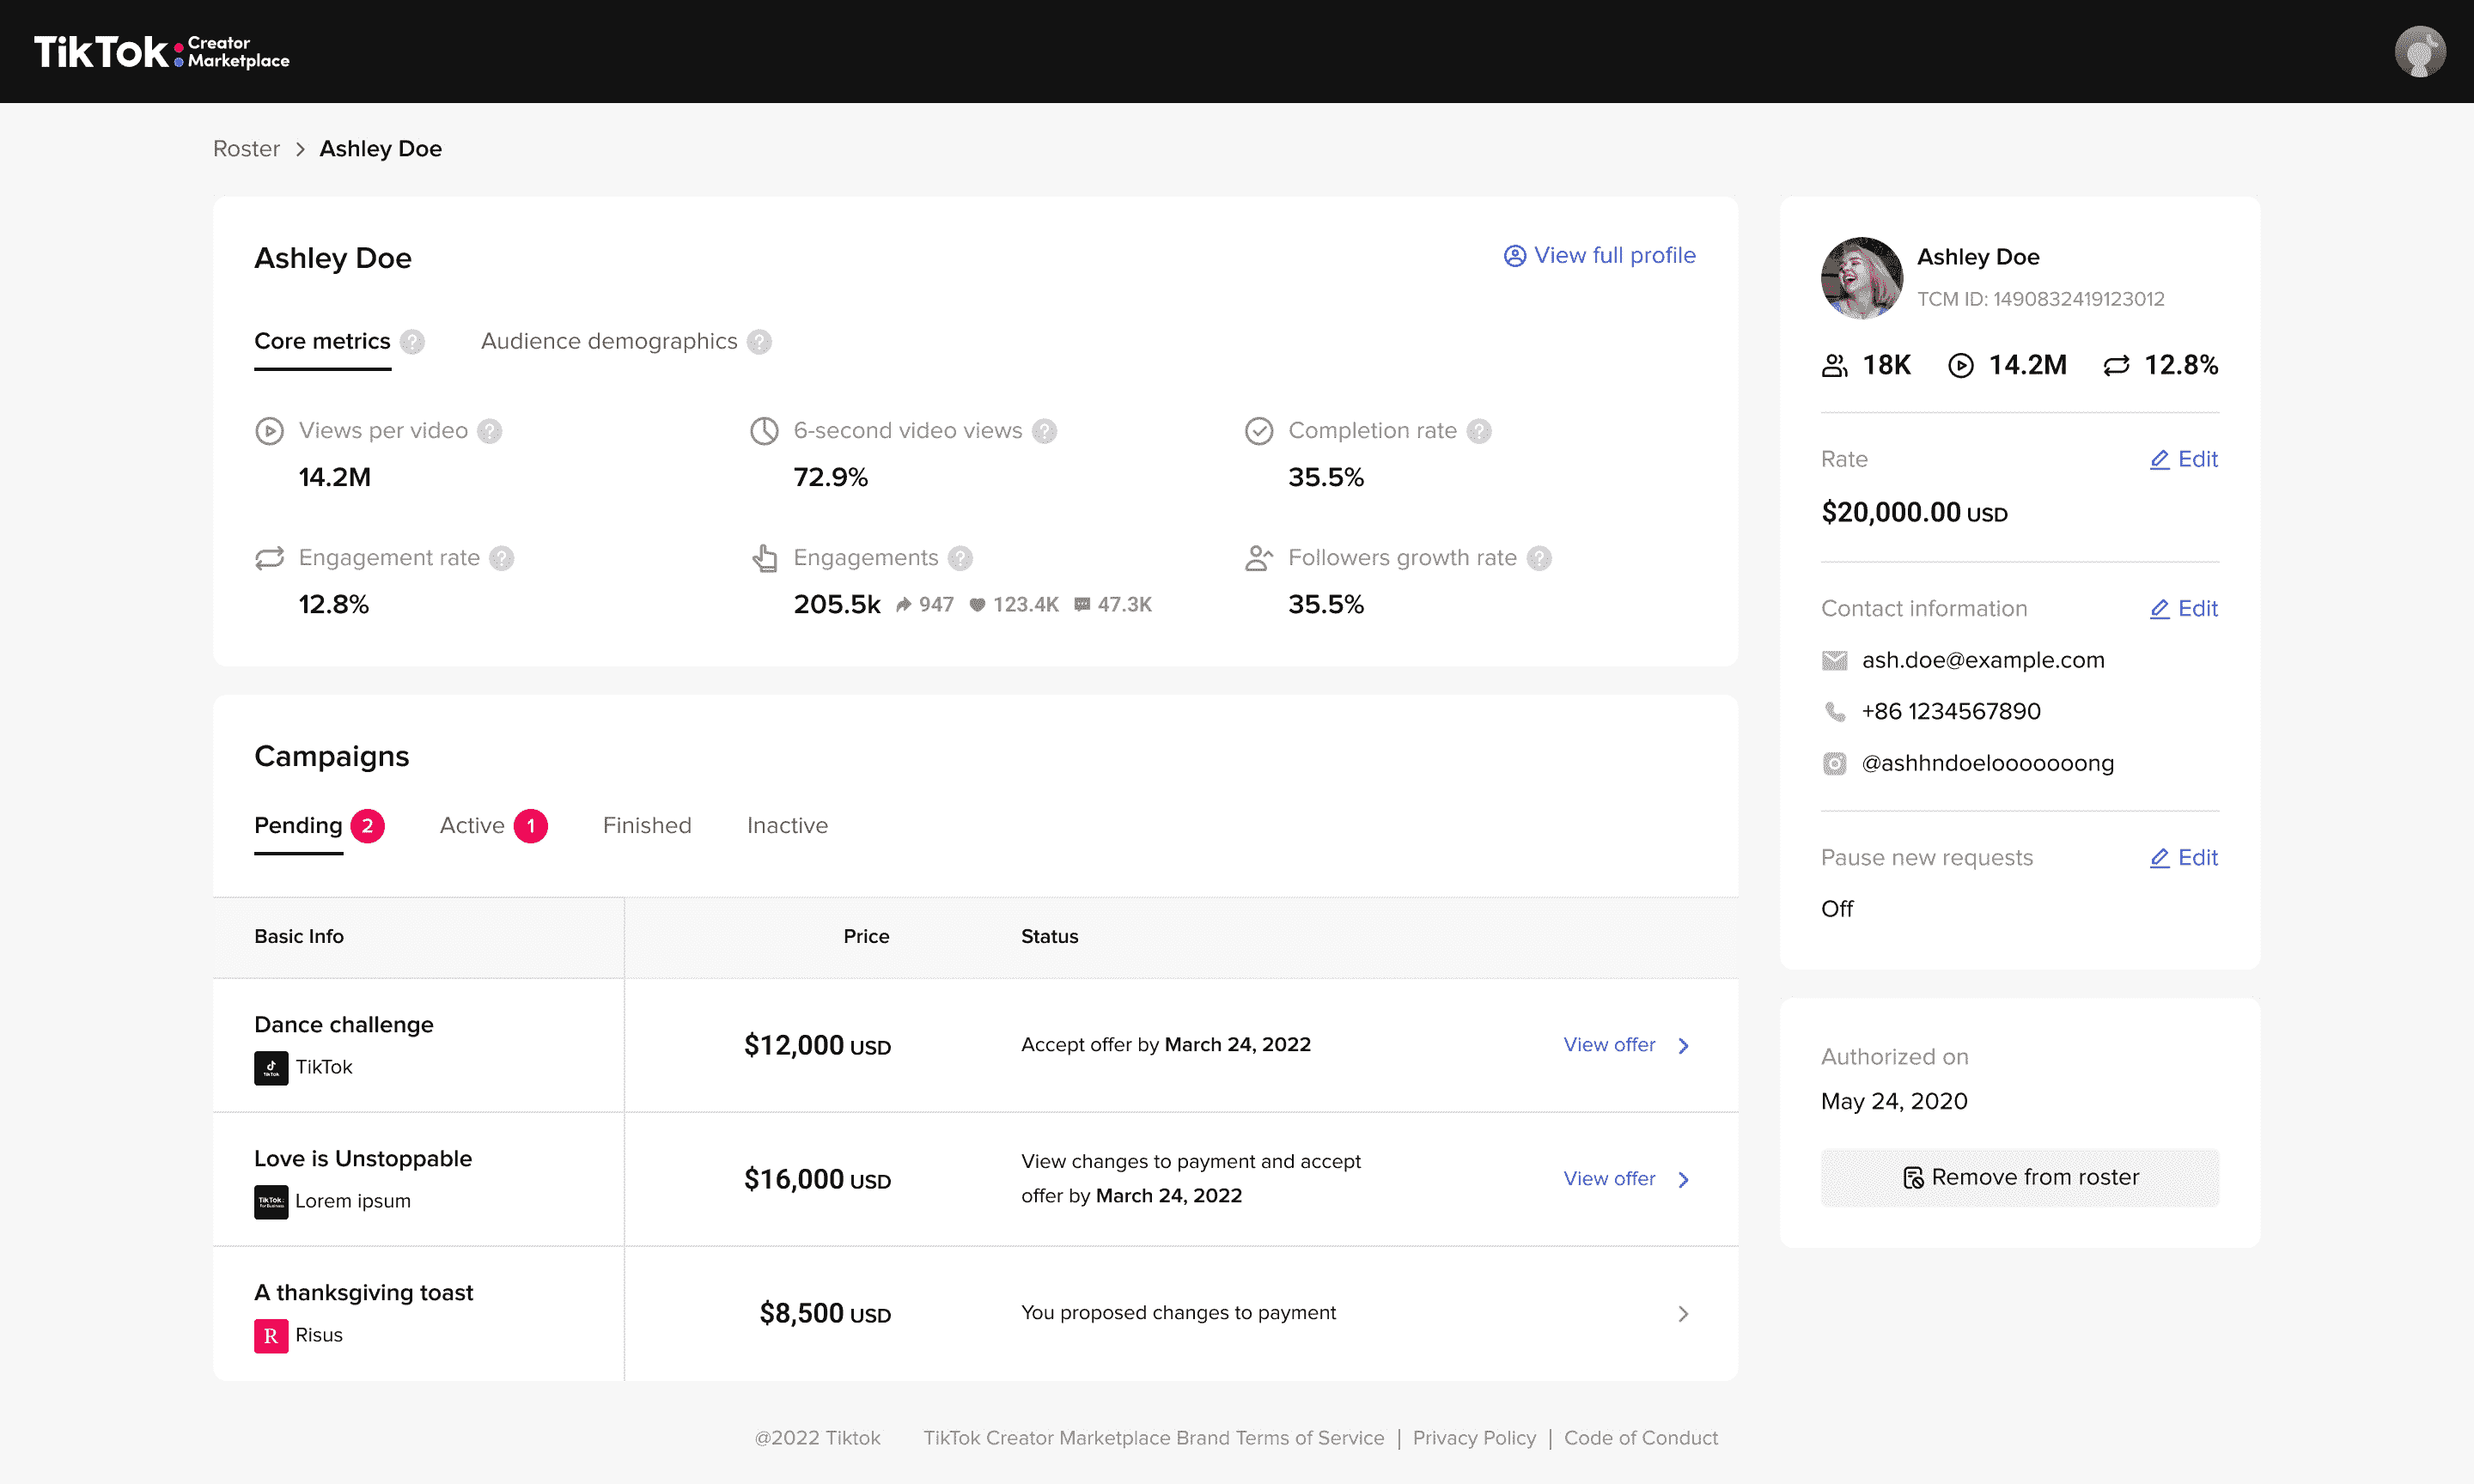 TikTok: Creator Marketplace
Roster > Ashley Doe
Ashley Doe
View full profile
Core metrics ?
Audience demographics ?
Views per video ?
14.2M
6-second video views ?
72.9%
Completion rate ?
35.5%
Engagement rate ?
12.8%
Engagements ?
205.5k 947 123.4K 47.3K
Followers growth rate ?
35.5%
Campaigns
Pending 2
Active 1
Finished
Inactive
Basic Info
Price
Status
Dance challenge
TikTok
$12,000 USD
Accept offer by March 24, 2022
View offer
Love is Unstoppable
TikTok:
For Business
Lorem ipsum
$16,000 USD
View changes to payment and accept
offer by March 24, 2022
View offer
A thanksgiving toast
R
Risus
$8,500 USD
You proposed changes to payment
Ashley Doe
TCM ID: 1490832419123012
18K
14.2M
12.8%
Rate
Edit
$20,000.00 USD
Contact information
Edit
ash.doe@example.com
+86 1234567890
@ashhndoelooooooong
Pause new requests
Edit
Off
Authorized on
May 24, 2020
Remove from roster
@2022 Tiktok
TikTok Creator Marketplace Brand Terms of Service | Privacy Policy | Code of Conduct